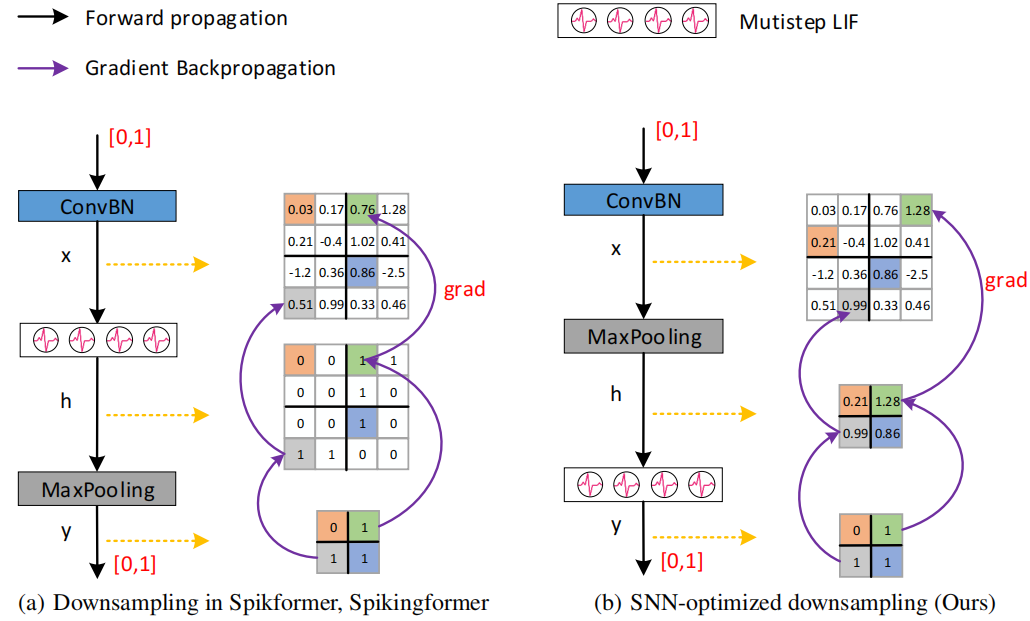 Forward propagation
Mutistep LIF
Gradient Backpropagation
[0,1]
ConvBN
x
0.03 0.17 0.76 1.28
0.21 -0.4 1.02 0.41
-1.2 0.36 0.86 -2.5
0.51 0.99 0.33 0.46
grad
h
0 0 1 1
0 0 1 0
0 0 1 0
1 1 0 0
MaxPooling
y
0 1
1 1
[0,1]
(a) Downsampling in Spikformer, Spikingformer
[0,1]
ConvBN
x
0.03 0.17 0.76 1.28
0.21 -0.4 1.02 0.41
-1.2 0.36 0.86 -2.5
0.51 0.99 0.33 0.46
grad
MaxPooling
h
0.21 1.28
0.99 0.86
y
0 1
1 1
[0,1]
(b) SNN-optimized downsampling (Ours)